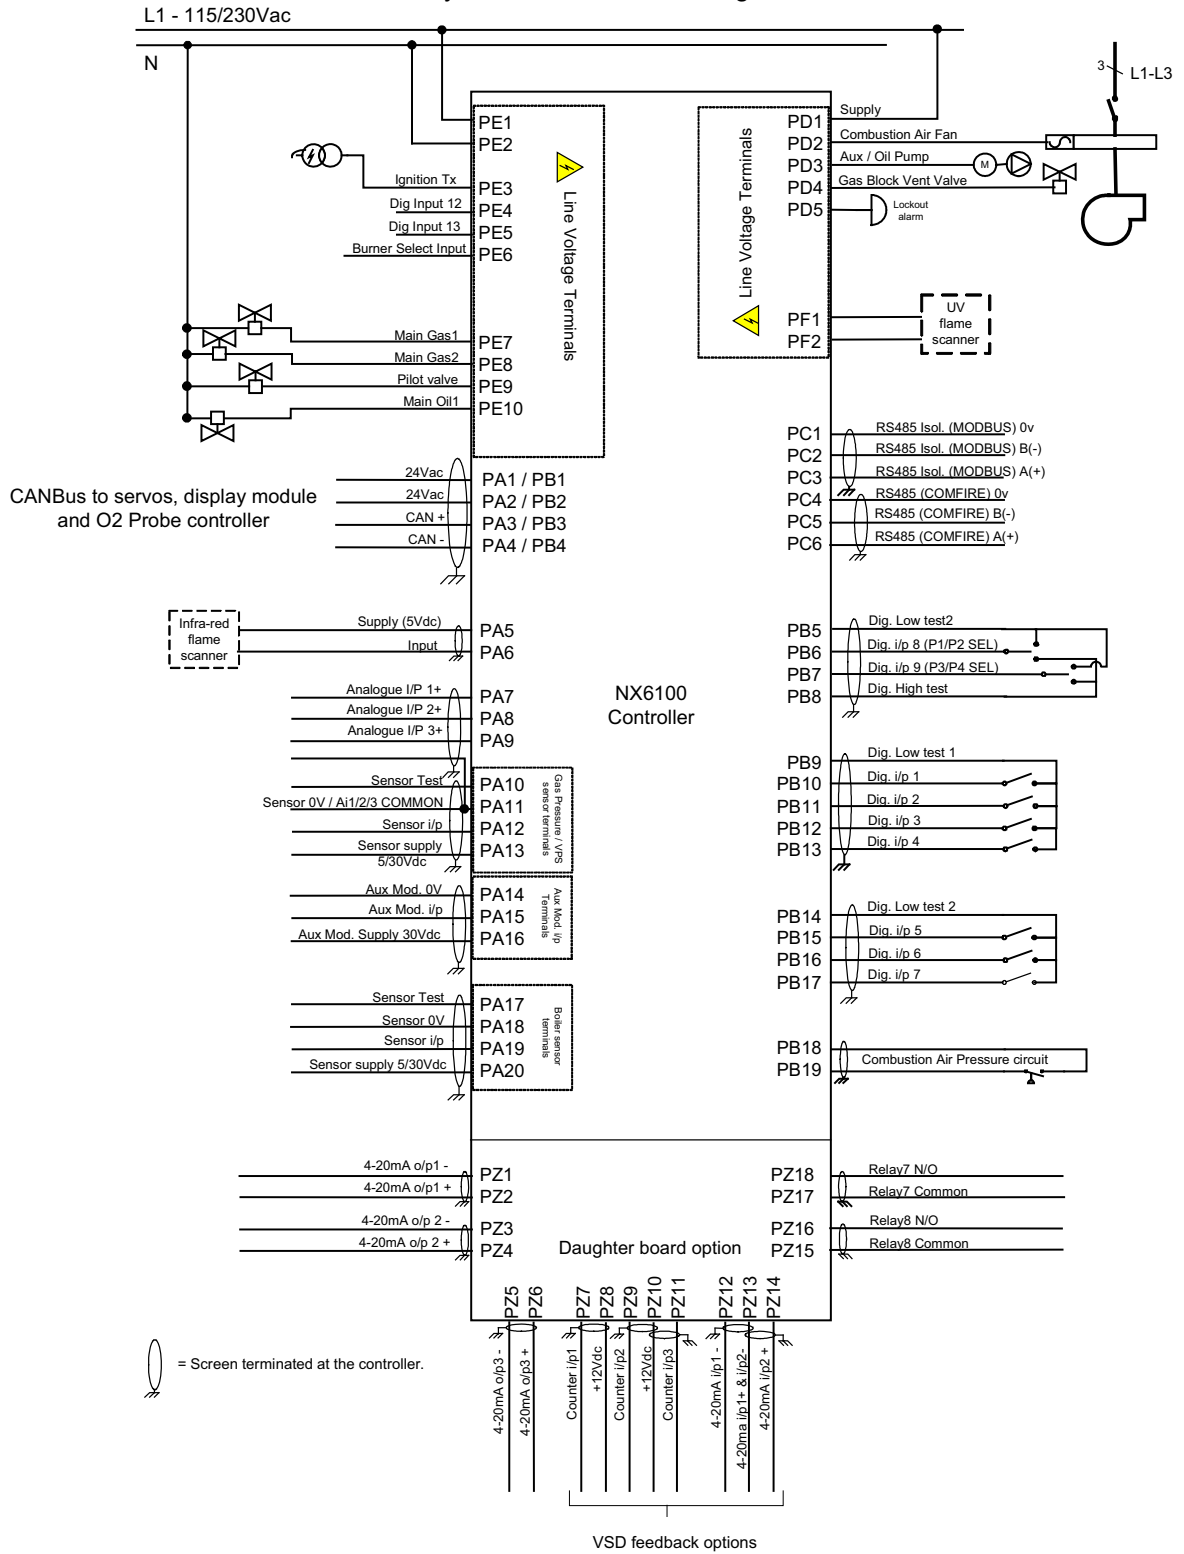 L1 - 115/230Vac
N
3
L1-L3
PE1
PE2
Ignition Tx
PE3
Dig Input 12
PE4
Dig Input 13
PE5
Burner Select Input
PE6
Main Gas1
PE7
Main Gas2
PE8
Pilot valve
PE9
Main Oil1
PE10
Line Voltage Terminals
Line Voltage Terminals
PD1
Supply
PD2
Combustion Air Fan
PD3
Aux / Oil Pump
M
PD4
Gas Block Vent Valve
PD5
Lockout
alarm
PF1
PF2
UV
flame
scanner
CANBus to servos, display module
and O2 Probe controller
24Vac
PA1 / PB1
24Vac
PA2 / PB2
CAN +
PA3 / PB3
CAN -
PA4 / PB4
PC1
RS485 Isol. (MODBUS) 0v
PC2
RS485 Isol. (MODBUS) B(-)
PC3
RS485 Isol. (MODBUS) A(+)
PC4
RS485 (COMFIRE) 0v
PC5
RS485 (COMFIRE) B(-)
PC6
RS485 (COMFIRE) A(+)
Infra-red
flame
scanner
Supply (5Vdc)
PA5
Input
PA6
Analogue I/P 1+
PA7
Analogue I/P 2+
PA8
Analogue I/P 3+
PA9
NX6100
Controller
PB5
Dig. Low test2
PB6
Dig. i/p 8 (P1/P2 SEL)
PB7
Dig. i/p 9 (P3/P4 SEL)
PB8
Dig. High test
Sensor Test
PA10
Sensor 0V / Ai1/2/3 COMMON
PA11
Sensor i/p
PA12
Sensor supply
5/30Vdc
PA13
Gas Pressure / VPS
sensor terminals
PB9
Dig. Low test 1
PB10
Dig. i/p 1
PB11
Dig. i/p 2
PB12
Dig. i/p 3
PB13
Dig. i/p 4
Aux Mod. 0V
PA14
Aux Mod. i/p
PA15
Aux Mod. Supply 30Vdc
PA16
Aux Mod. i/p
Terminals
PB14
Dig. Low test 2
PB15
Dig. i/p 5
PB16
Dig. i/p 6
PB17
Dig. i/p 7
Sensor Test
PA17
Sensor 0V
PA18
Sensor i/p
PA19
Sensor supply 5/30Vdc
PA20
Boiler sensor
terminals
PB18
PB19
Combustion Air Pressure circuit
4-20mA o/p1 -
PZ1
4-20mA o/p1 +
PZ2
4-20mA o/p 2 -
PZ3
4-20mA o/p 2 +
PZ4
Daughter board option
PZ18
Relay7 N/O
PZ17
Relay7 Common
PZ16
Relay8 N/O
PZ15
Relay8 Common
PZ5
PZ6
PZ7
PZ8
PZ9
PZ10
PZ11
PZ12
PZ13
PZ14
4-20mA o/p3 -
4-20mA o/p3 +
Counter i/p1
+12Vdc
Counter i/p2
+12Vdc
Counter i/p3
4-20mA i/p1 -
4-20ma i/p1+ & i/p2-
4-20mA i/p2 +
= Screen terminated at the controller.
VSD feedback options